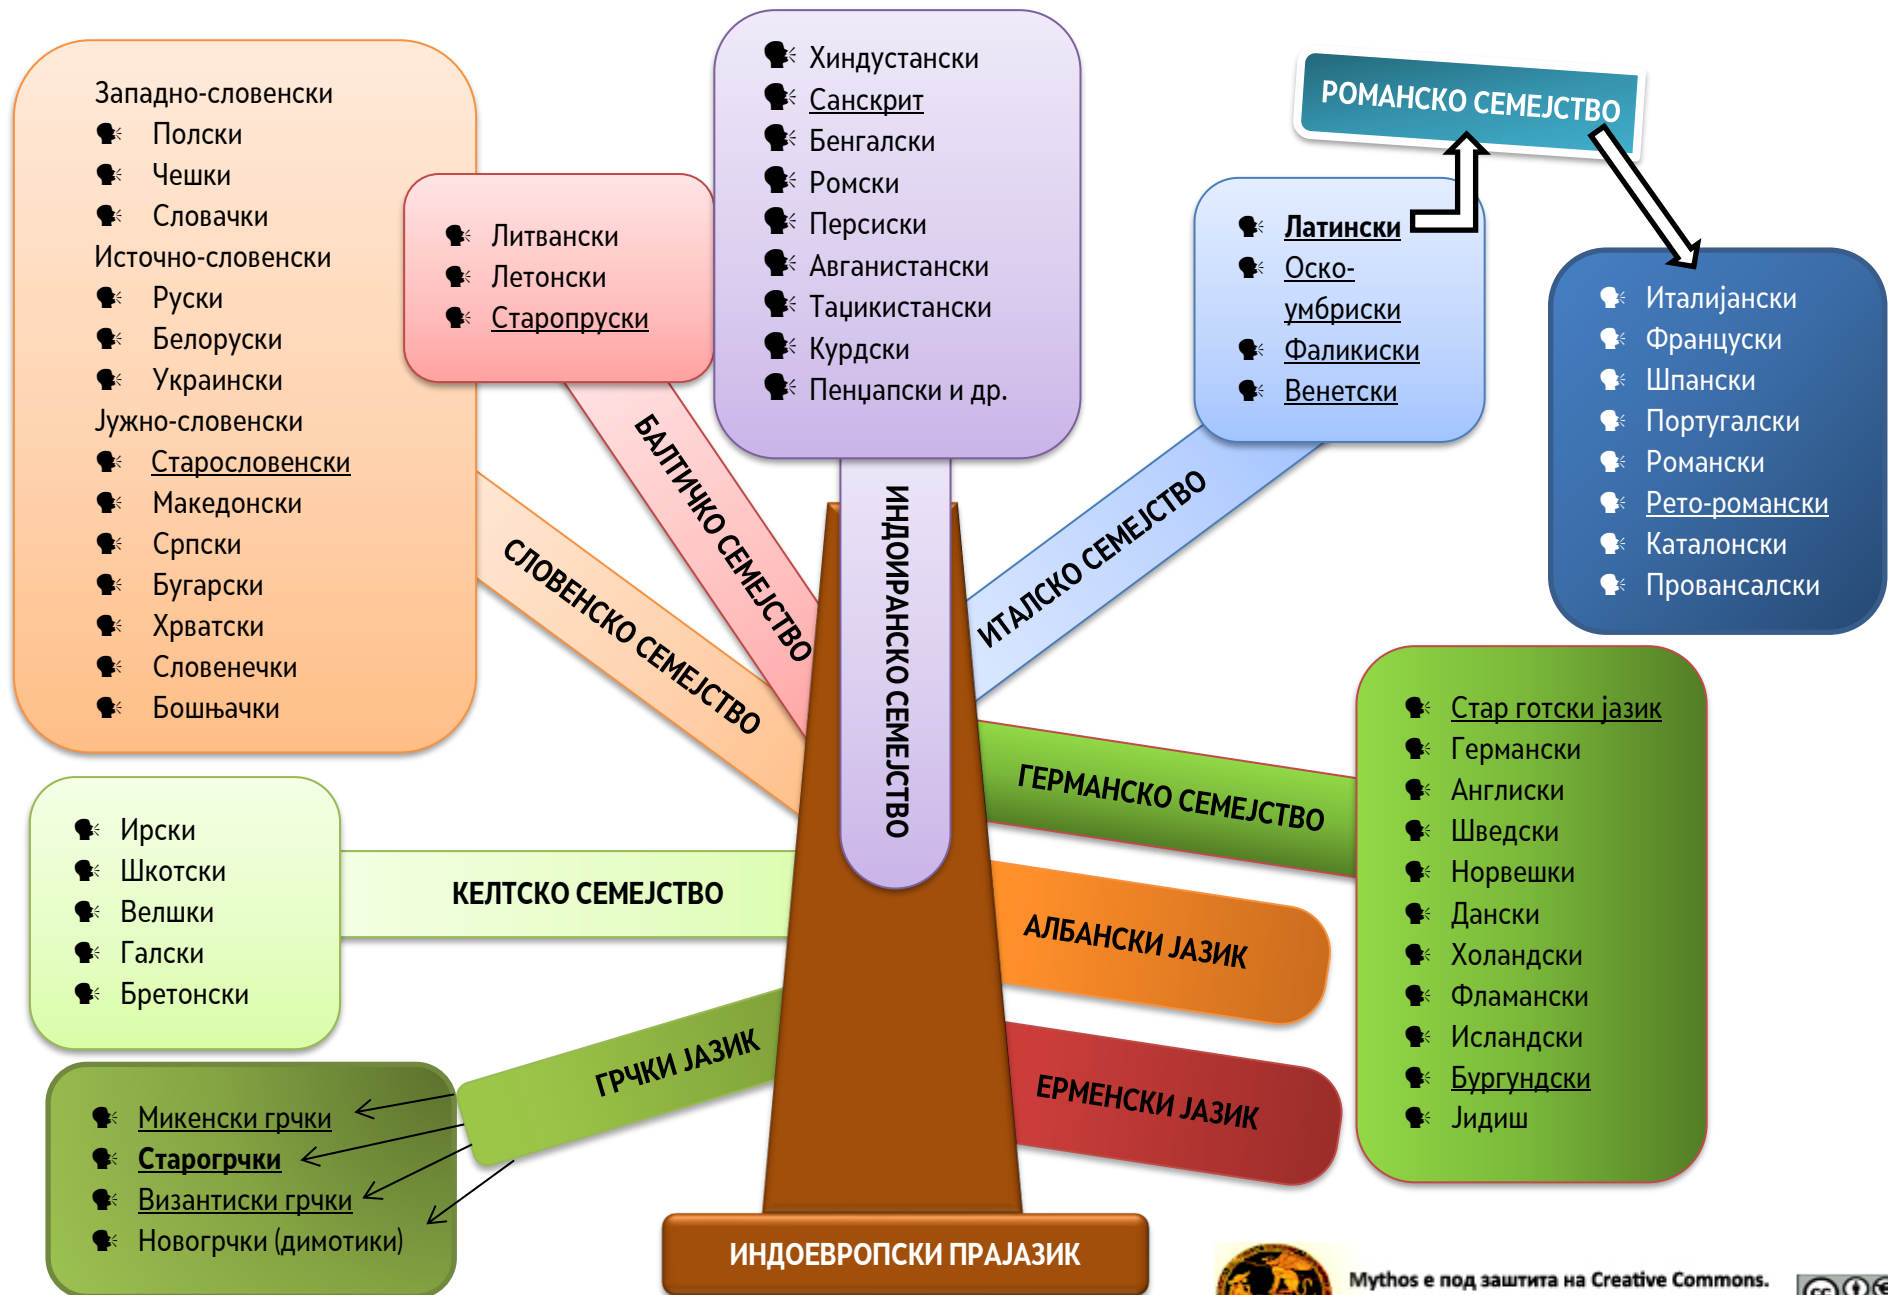 Западно-словенски
Полски
Чешки
Словачки
Источно-словенски
Руски
Белоруски
Украински
Јужно-словенски
Старословенски
Македонски
Српски
Бугарски
Хрватски
Словенечки
Бошњачки
СЛОВЕНСКО СЕМЕЈСТВО
Литвански
Летонски
Старопруски
БАЛТИЧКО СЕМЕЈСТВО
Хиндустански
Санскрит
Бенгалски
Ромски
Персиски
Авганистански
Таџикистански
Курдски
Пенџапски и др.
ИНДОИРАНСКО СЕМЕЈСТВО
Латински
Оско-
умбриски
Фаликиски
Венетски
ИТАЛСКО СЕМЕЈСТВО
РОМАНСКО СЕМЕЈСТВО
Италијански
Француски
Шпански
Португалски
Романски
Рето-романски
Каталонски
Провансалски
ГЕРМАНСКО СЕМЕЈСТВО
Стар готски јазик
Германски
Англиски
Шведски
Норвешки
Дански
Холандски
Фламански
Исландски
Бургундски
Јидиш
АЛБАНСКИ ЈАЗИК
ЕРМЕНСКИ ЈАЗИК
Ирски
Шкотски
Велшки
Галски
Бретонски
КЕЛТСКО СЕМЕЈСТВО
ГРЧКИ ЈАЗИК
Микенски грчки
Старогрчки
Византиски грчки
Новогрчки (димотики)
ИНДОЕВРОПСКИ ПРАЈАЗИК
Mythos е под заштита на Creative Commons.
cc